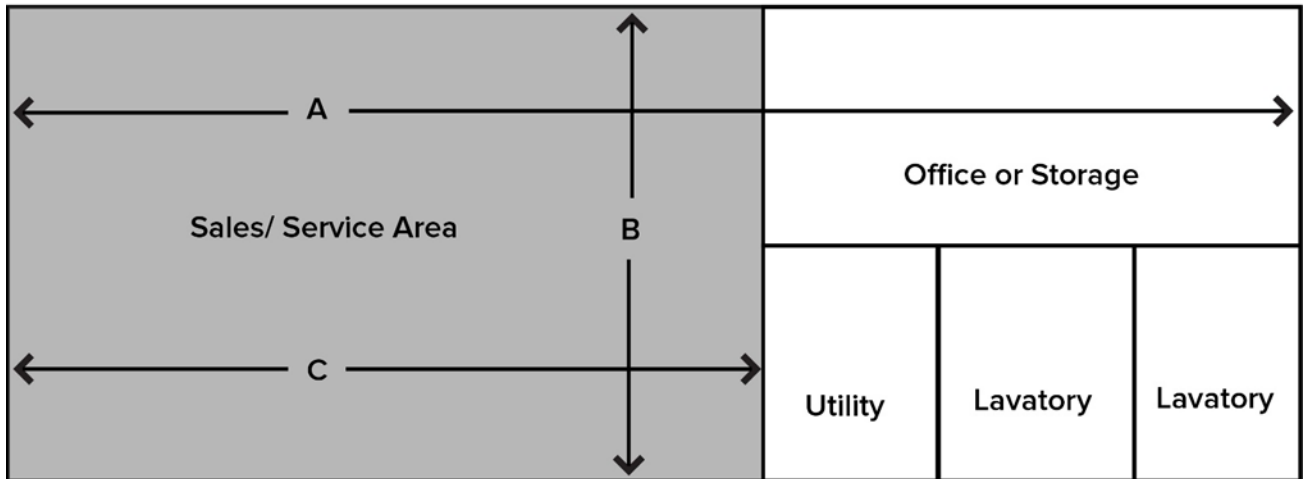 A
Office or Storage
Sales/ Service Area
B
C
Utility
Lavatory
Lavatory